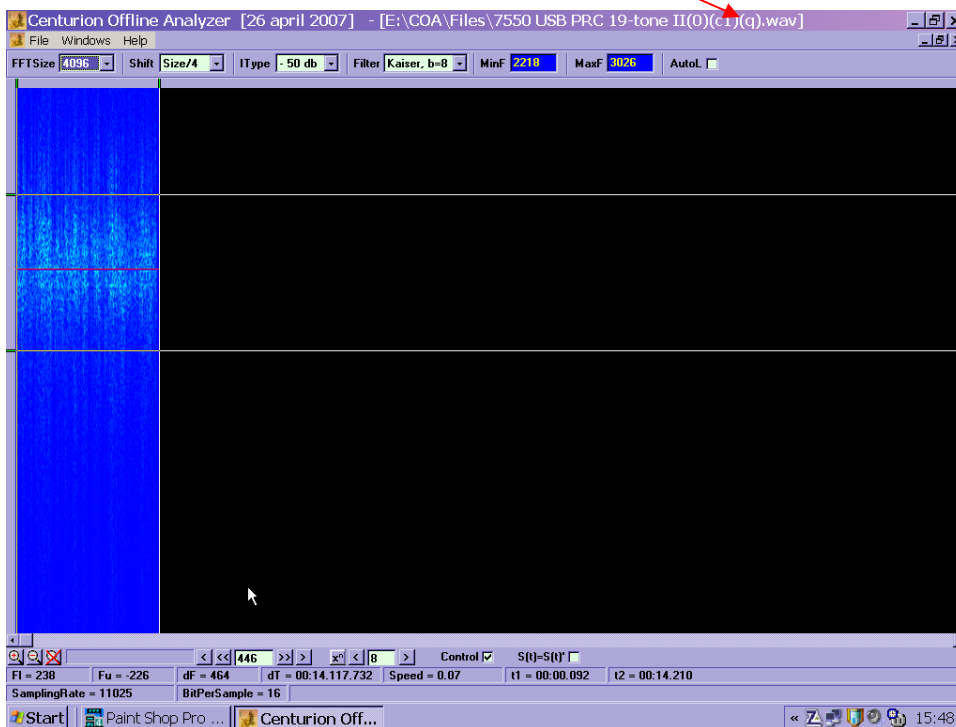 Centurion Offline Analyzer [26 april 2007] - [E:\COA\Files\7550 USB PRC 19-tone II(0)(c1)(q).wav]
File Windows Help
FFTSize 4096 Shift Size/4 IType - 50 db Filter Kaiser, b=8 MinF 2218 MaxF 3026 AutoL
< << 446 >> > xⁿ < 8 > Control S(t)=S(t)*
Fl = 238 Fu = -226 dF = 464 dT = 00:14.117.732 Speed = 0.07 t1 = 00:00.092 t2 = 00:14.210
SamplingRate = 11025 BitPerSample = 16
Start Paint Shop Pro ... Centurion Off... « 15:48